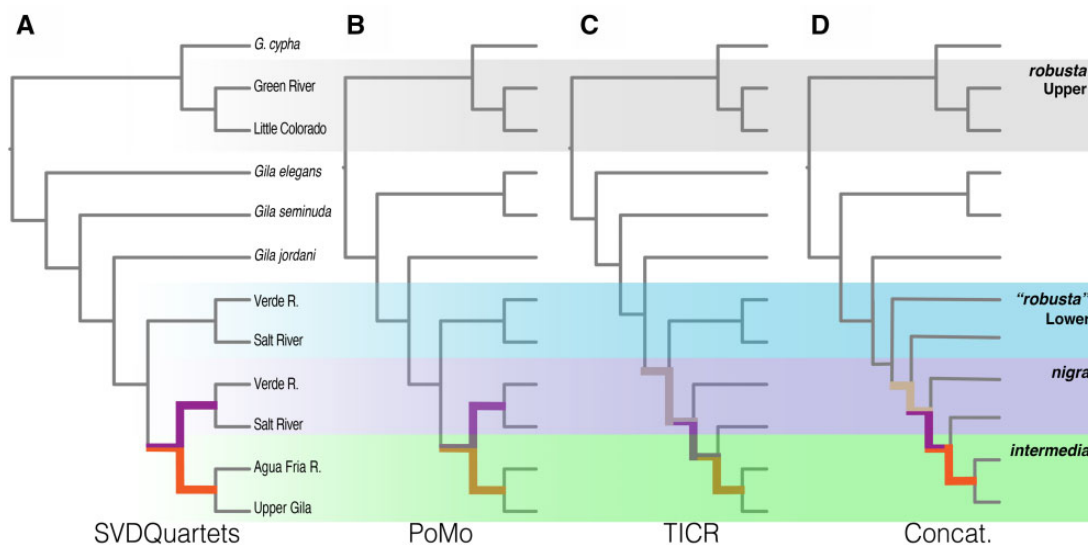 A
B
C
D
G. cypha
Green River
Little Colorado
Gila elegans
Gila seminuda
Gila jordani
Verde R.
Salt River
Verde R.
Salt River
Agua Fria R.
Upper Gila
robusta
Upper
“robusta”
Lower
nigra
intermedia
SVDQuartets
PoMo
TICR
Concat.